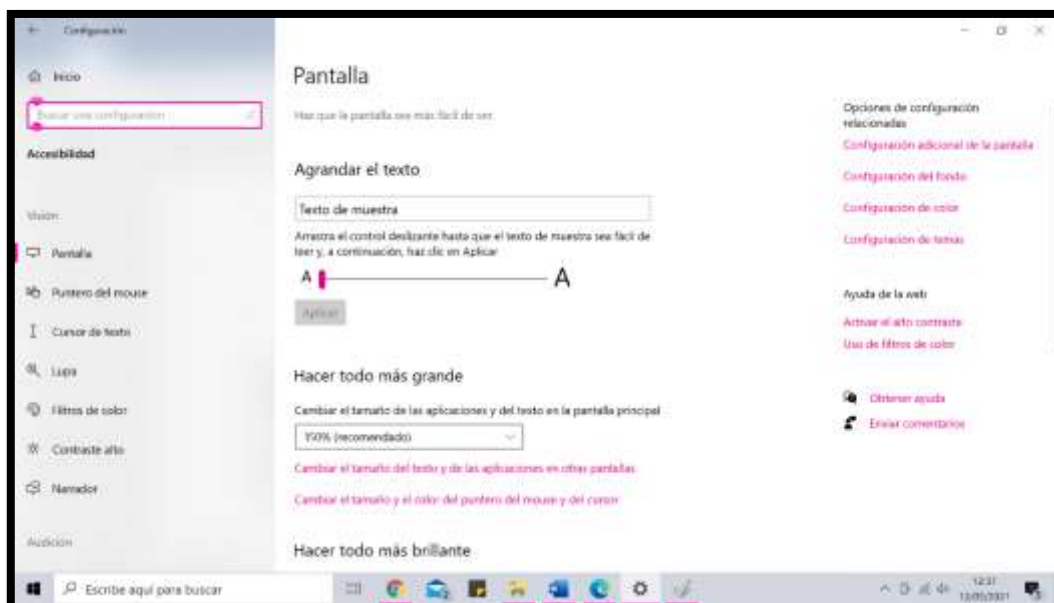 Configuración
Inicio
Buscar una configuración
Accesibilidad
Visión
Pantalla
Puntero del mouse
Cursor de texto
Lupa
Filtros de color
Contraste alto
Narrador
Audición
Pantalla
Haz que la pantalla sea más fácil de ver.
Agrandar el texto
Texto de muestra
Arrastra el control deslizante hasta que el texto de muestra sea fácil de
leer y, a continuación, haz clic en Aplicar
A A
Aplicar
Hacer todo más grande
Cambiar el tamaño de las aplicaciones y del texto en la pantalla principal
150% (recomendado)
Cambiar el tamaño del texto y de las aplicaciones en otras pantallas
Cambiar el tamaño y el color del puntero del mouse y del cursor
Hacer todo más brillante
Opciones de configuración
relacionadas
Configuración adicional de la pantalla
Configuración del fondo
Configuración de color
Configuración de temas
Ayuda de la web
Activar el alto contraste
Uso de filtros de color
Obtener ayuda
Enviar comentarios
Escribe aquí para buscar
12:37
13/05/2021